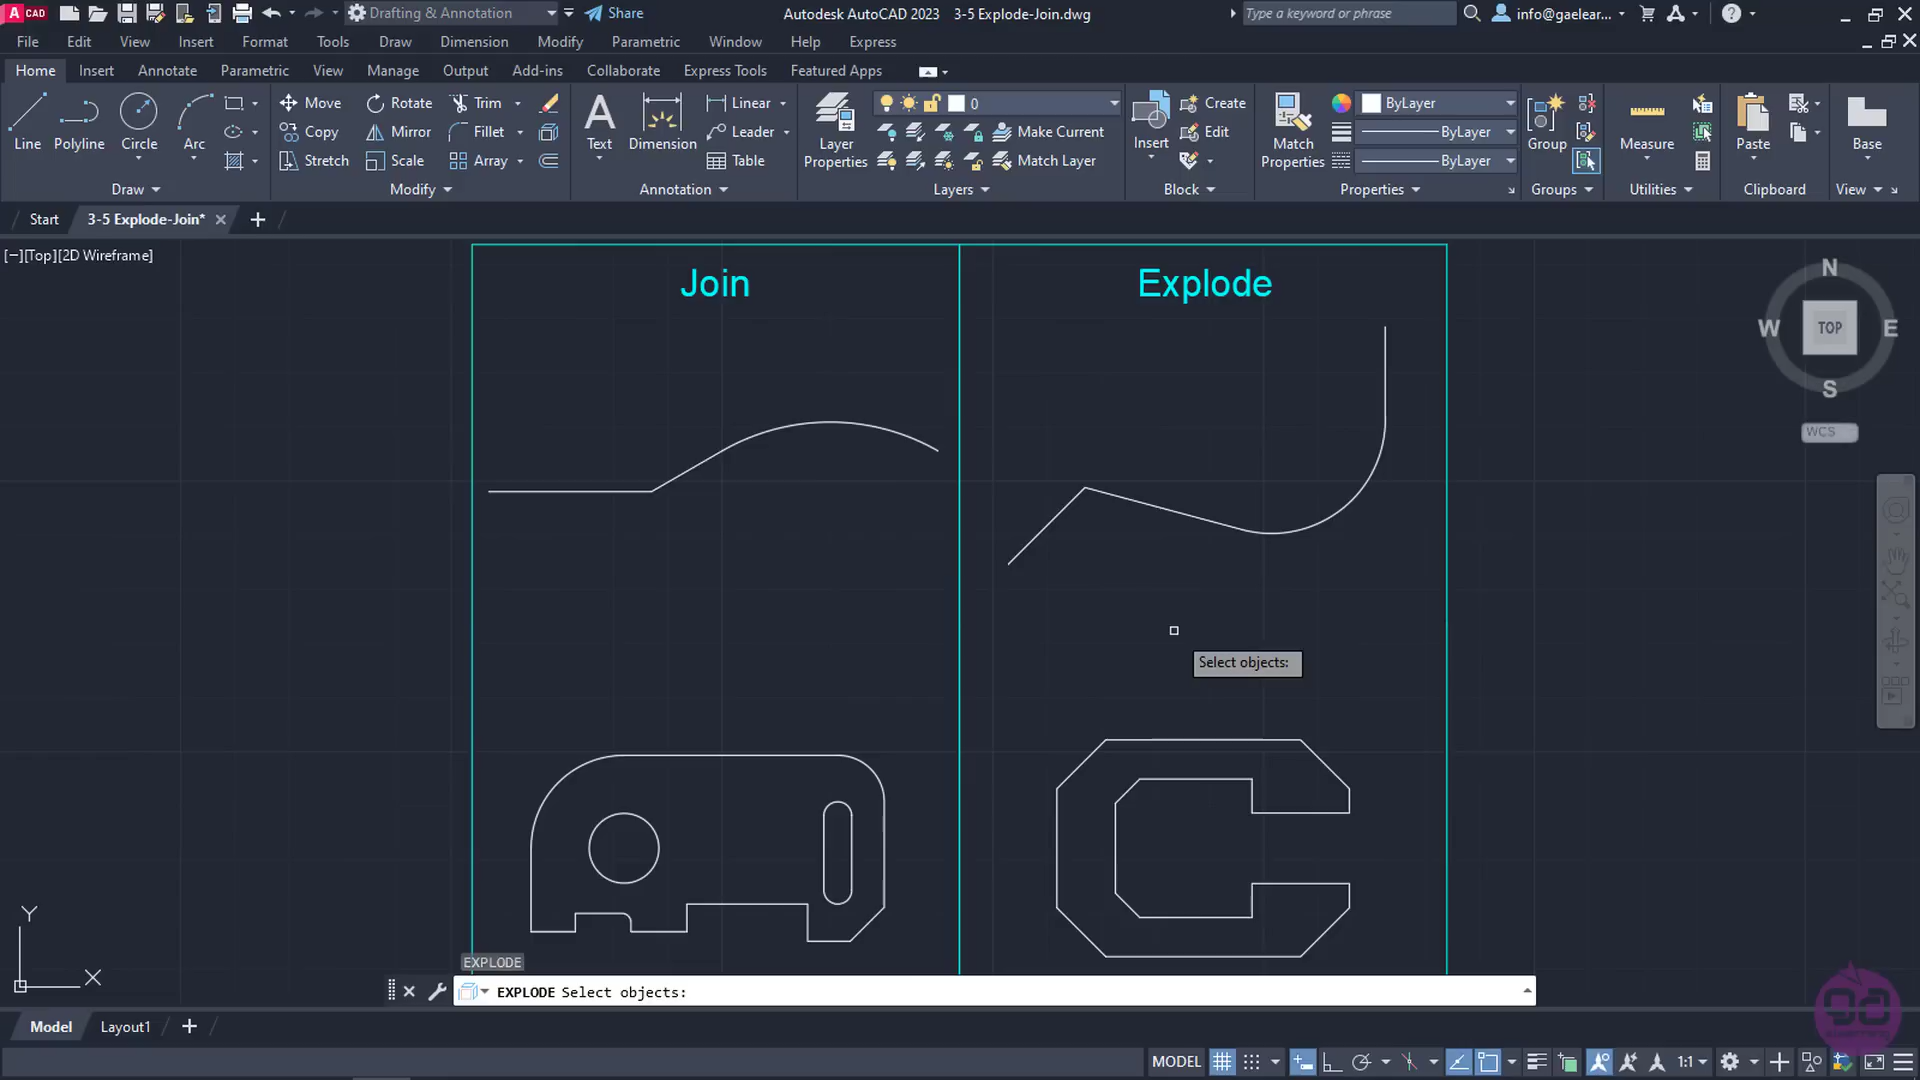 A CAD
Drafting & Annotation
Share
Autodesk AutoCAD 2023 3-5 Explode-Join.dwg
Type a keyword or phrase
info@gaelear...
File Edit View Insert Format Tools Draw Dimension Modify Parametric Window Help Express
Home Insert Annotate Parametric View Manage Output Add-ins Collaborate Express Tools Featured Apps
Line
Polyline
Circle
Arc
Draw
Move
Rotate
Trim
Copy
Mirror
Fillet
Stretch
Scale
Array
Modify
Text
Dimension
Linear
Leader
Table
Annotation
Layer
Properties
0
Make Current
Match Layer
Layers
Insert
Create
Edit
Block
Match
Properties
ByLayer
ByLayer
ByLayer
Properties
Group
Groups
Measure
Utilities
Paste
Clipboard
Base
View
Start
3-5 Explode-Join*
[−][Top][2D Wireframe]
Join
Explode
N
W
TOP
E
S
WCS
Select objects:
Y
X
EXPLODE
EXPLODE Select objects:
Model
Layout1
MODEL
1:1